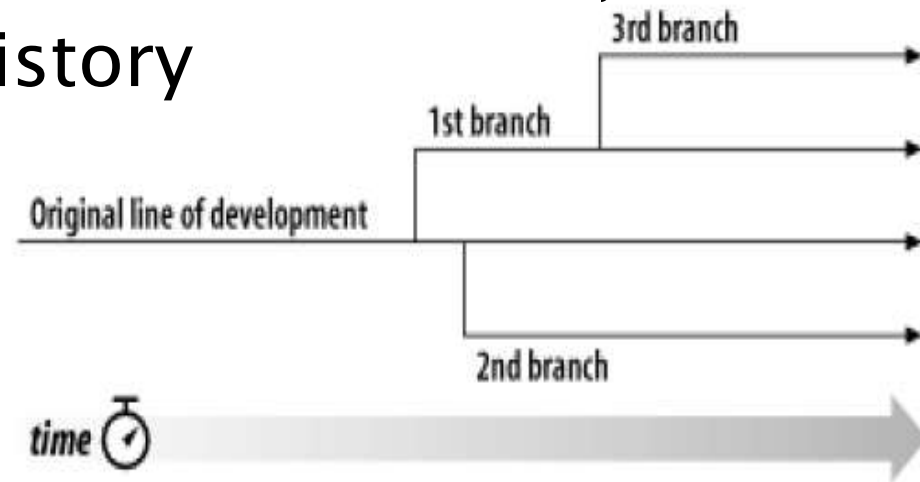 istory
3rd branch
1st branch
Original line of development
2nd branch
time